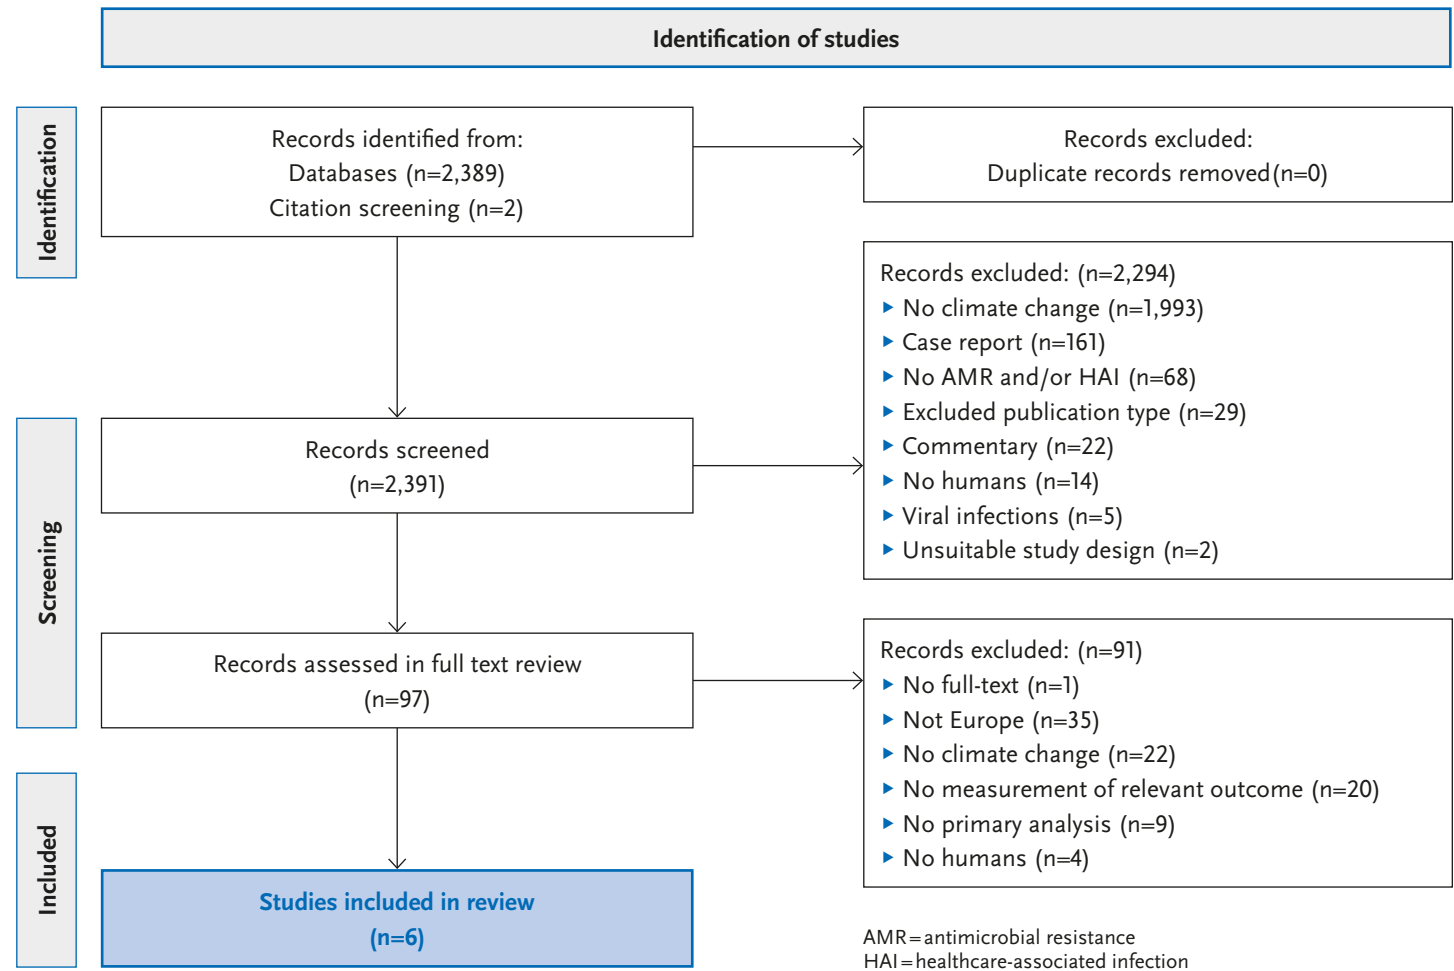 Identification of studies
Identification
Records identified from:
Databases (n=2,389)
Citation screening (n=2)
Records excluded:
Duplicate records removed (n=0)
Records excluded: (n=2,294)
▸ No climate change (n=1,993)
▸ Case report (n=161)
▸ No AMR and/or HAI (n=68)
▸ Excluded publication type (n=29)
▸ Commentary (n=22)
▸ No humans (n=14)
▸ Viral infections (n=5)
▸ Unsuitable study design (n=2)
Screening
Records screened
(n=2,391)
Records assessed in full text review
(n=97)
Records excluded: (n=91)
▸ No full-text (n=1)
▸ Not Europe (n=35)
▸ No climate change (n=22)
▸ No measurement of relevant outcome (n=20)
▸ No primary analysis (n=9)
▸ No humans (n=4)
Included
Studies included in review
(n=6)
AMR=antimicrobial resistance
HAI=healthcare-associated infection